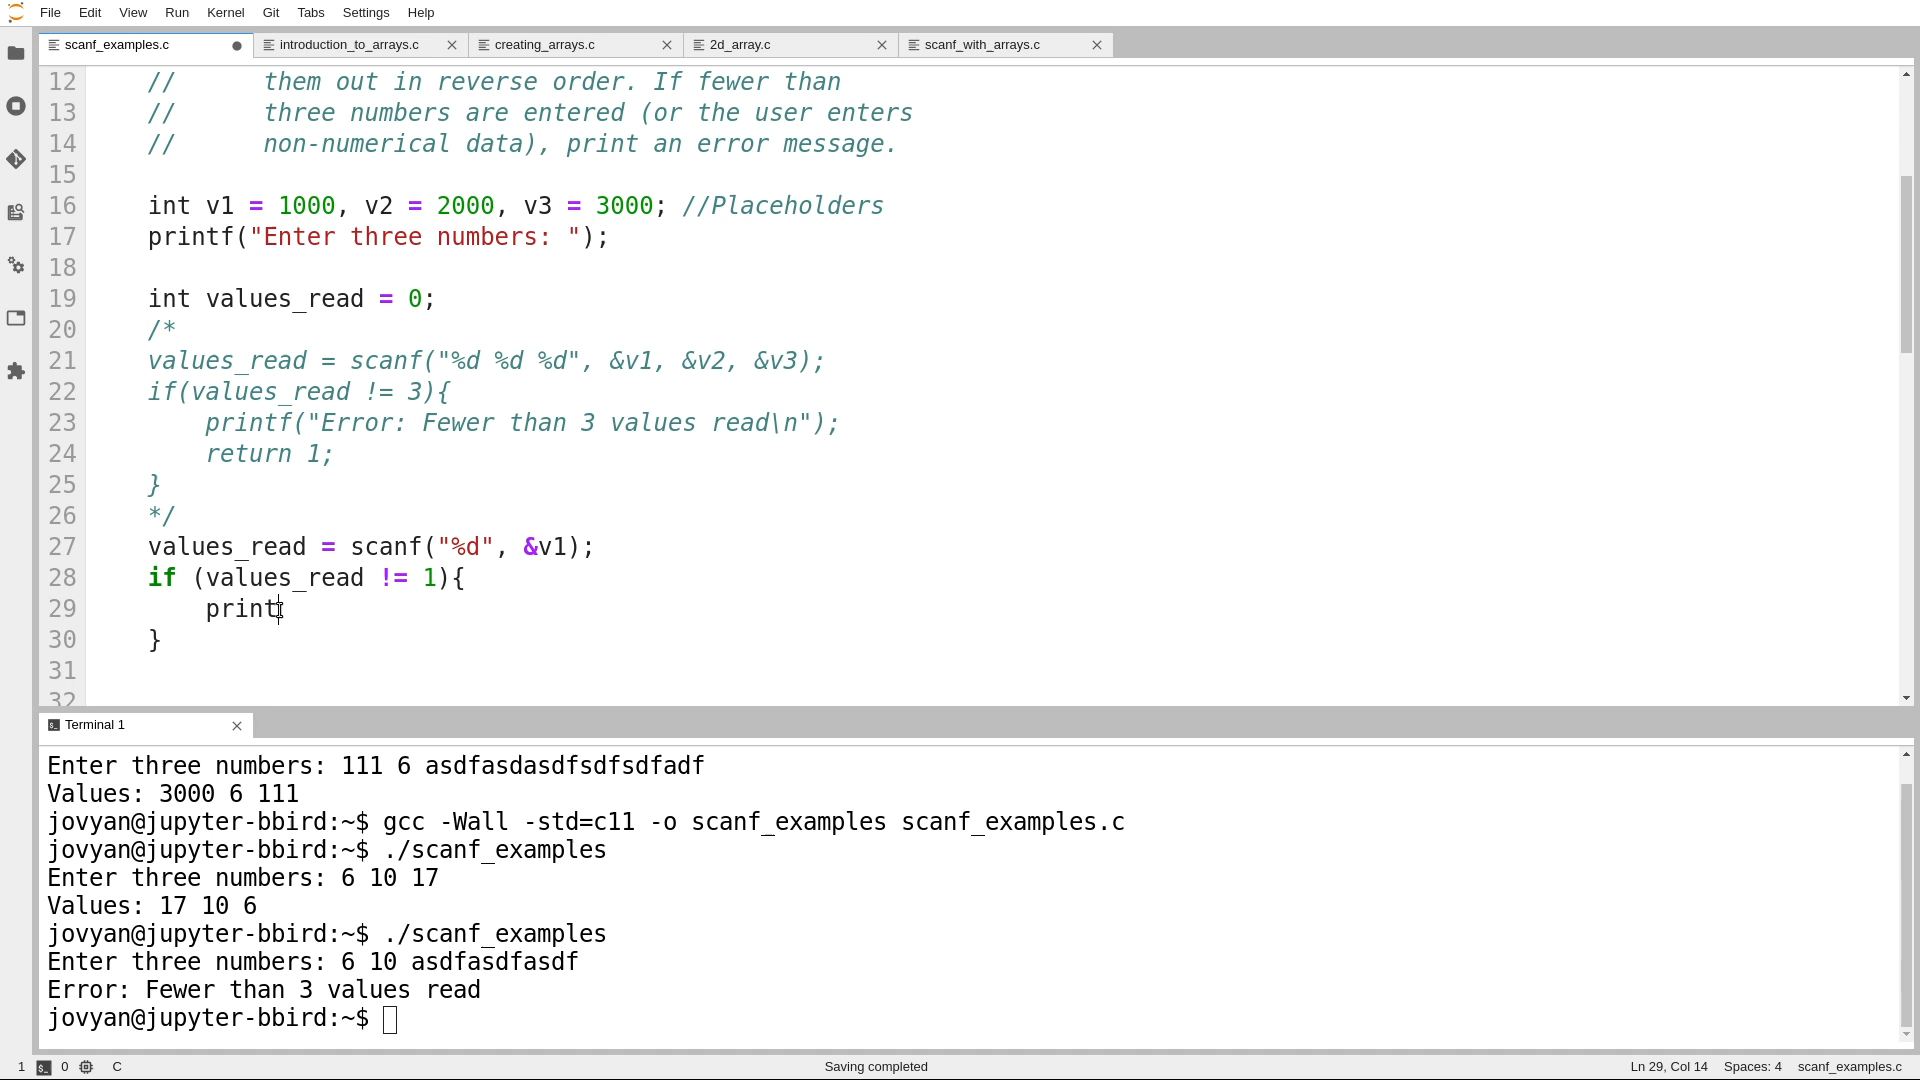 File Edit View Run Kernel Git Tabs Settings Help
scanf_examples.c introduction_to_arrays.c creating_arrays.c 2d_array.c scanf_with_arrays.c
12 // them out in reverse order. If fewer than
13 // three numbers are entered (or the user enters
14 // non-numerical data), print an error message.
15
16 int v1 = 1000, v2 = 2000, v3 = 3000; //Placeholders
17 printf("Enter three numbers: ");
18
19 int values_read = 0;
20 /*
21 values_read = scanf("%d %d %d", &v1, &v2, &v3);
22 if(values_read != 3){
23 printf("Error: Fewer than 3 values read\n");
24 return 1;
25 }
26 */
27 values_read = scanf("%d", &v1);
28 if (values_read != 1){
29 print
30 }
31
32
Terminal 1
Enter three numbers: 111 6 asdfasdasdfsdfsdfadf
Values: 3000 6 111
jovyan@jupyter-bbird:~$ gcc -Wall -std=c11 -o scanf_examples scanf_examples.c
jovyan@jupyter-bbird:~$ ./scanf_examples
Enter three numbers: 6 10 17
Values: 17 10 6
jovyan@jupyter-bbird:~$ ./scanf_examples
Enter three numbers: 6 10 asdfasdfasdf
Error: Fewer than 3 values read
jovyan@jupyter-bbird:~$
1 0 C Saving completed Ln 29, Col 14 Spaces: 4 scanf_examples.c